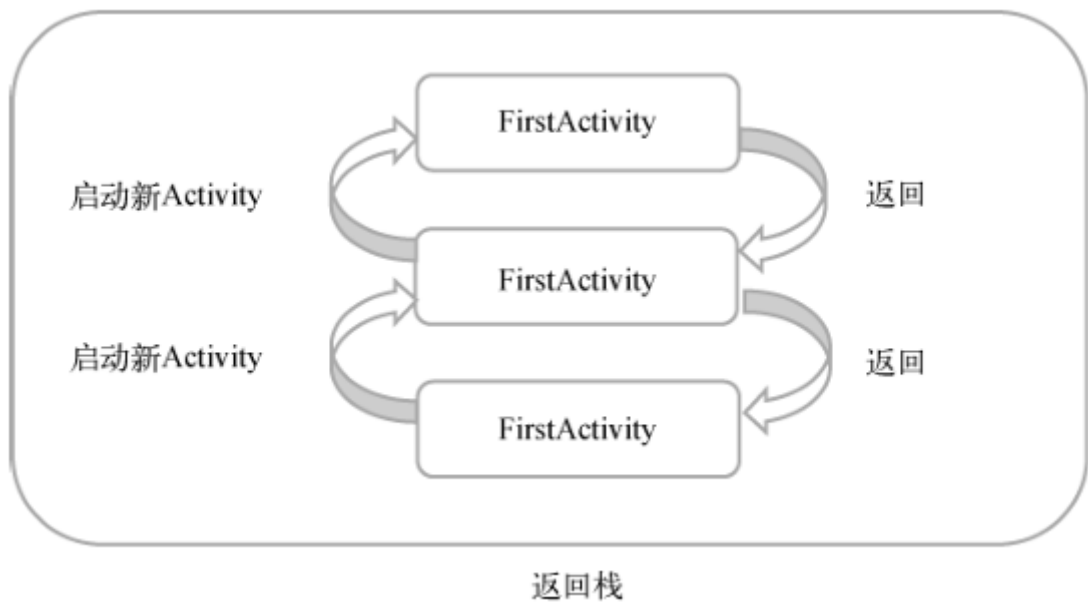 FirstActivity
启动新Activity
返回
FirstActivity
启动新Activity
返回
FirstActivity
返回栈